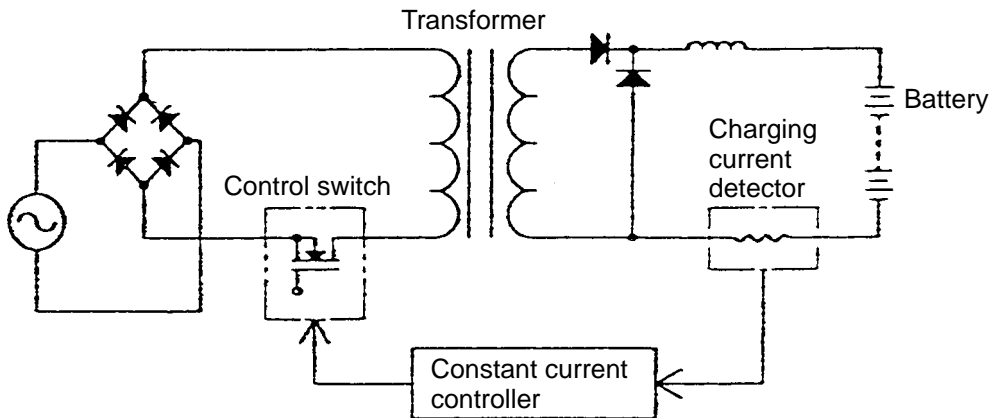 Transformer
Battery
Charging
current
detector
Control switch
Constant current
controller